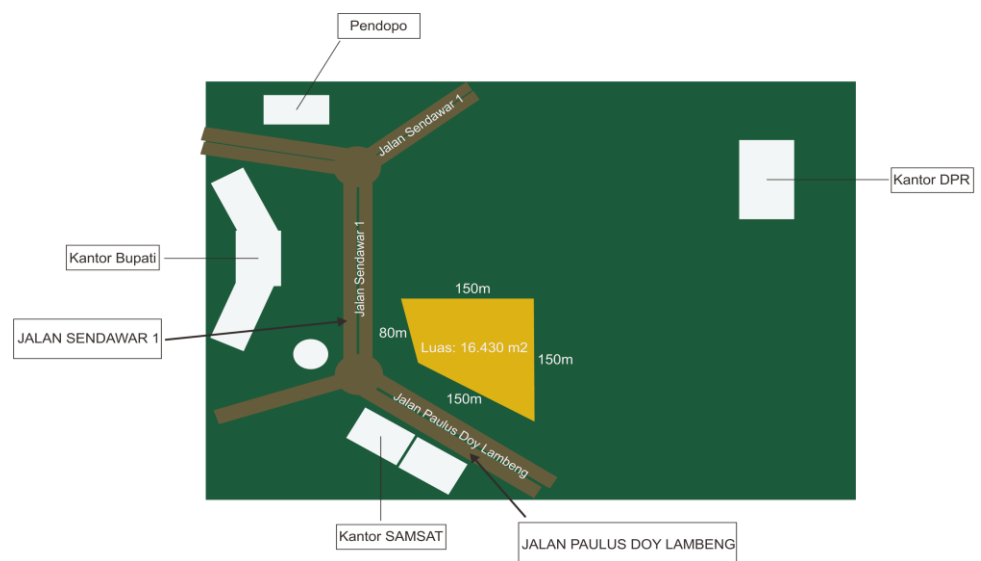 Pendopo
Jalan Sendawar 1
Kantor DPR
Jalan Sendawar 1
Kantor Bupati
150m
JALAN SENDAWAR 1
80m
Luas: 16.430 m2
150m
150m
Jalan Paulus Doy Lambeng
Kantor SAMSAT
JALAN PAULUS DOY LAMBENG